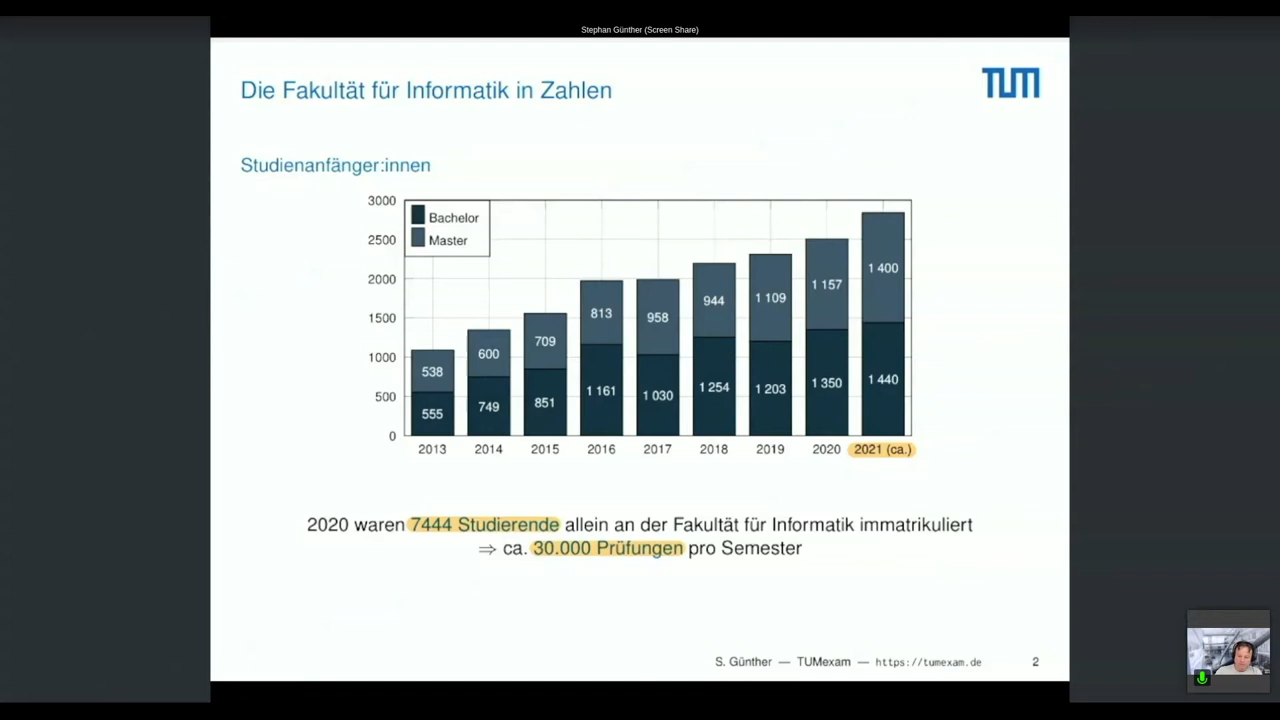 Stephan Günther (Screen Share)
Die Fakultät für Informatik in Zahlen
TUM
Studienanfänger:innen
3000
2500
2000
1500
1000
500
0
Bachelor
Master
538
600
709
813
958
944
1 109
1 157
1 400
555
749
851
1 161
1 030
1 254
1 203
1 350
1 440
2013 2014 2015 2016 2017 2018 2019 2020 2021 (ca.)
2020 waren 7444 Studierende allein an der Fakultät für Informatik immatrikuliert
⇒ ca. 30.000 Prüfungen pro Semester
S. Günther — TUMexam — https://tumexam.de 2